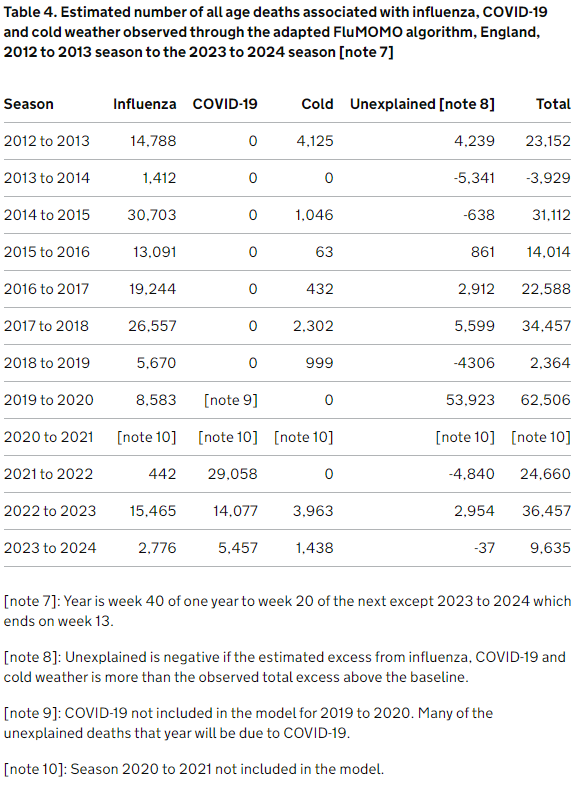 Table 4. Estimated number of all age deaths associated with influenza, COVID-19
and cold weather observed through the adapted FluMOMO algorithm, England,
2012 to 2013 season to the 2023 to 2024 season [note 7]
Season Influenza COVID-19 Cold Unexplained [note 8] Total
2012 to 2013 14,788 0 4,125 4,239 23,152
2013 to 2014 1,412 0 0 -5,341 -3,929
2014 to 2015 30,703 0 1,046 -638 31,112
2015 to 2016 13,091 0 63 861 14,014
2016 to 2017 19,244 0 432 2,912 22,588
2017 to 2018 26,557 0 2,302 5,599 34,457
2018 to 2019 5,670 0 999 -4306 2,364
2019 to 2020 8,583 [note 9] 0 53,923 62,506
2020 to 2021 [note 10] [note 10] [note 10] [note 10] [note 10]
2021 to 2022 442 29,058 0 -4,840 24,660
2022 to 2023 15,465 14,077 3,963 2,954 36,457
2023 to 2024 2,776 5,457 1,438 -37 9,635
[note 7]: Year is week 40 of one year to week 20 of the next except 2023 to 2024 which
ends on week 13.
[note 8]: Unexplained is negative if the estimated excess from influenza, COVID-19 and
cold weather is more than the observed total excess above the baseline.
[note 9]: COVID-19 not included in the model for 2019 to 2020. Many of the
unexplained deaths that year will be due to COVID-19.
[note 10]: Season 2020 to 2021 not included in the model.